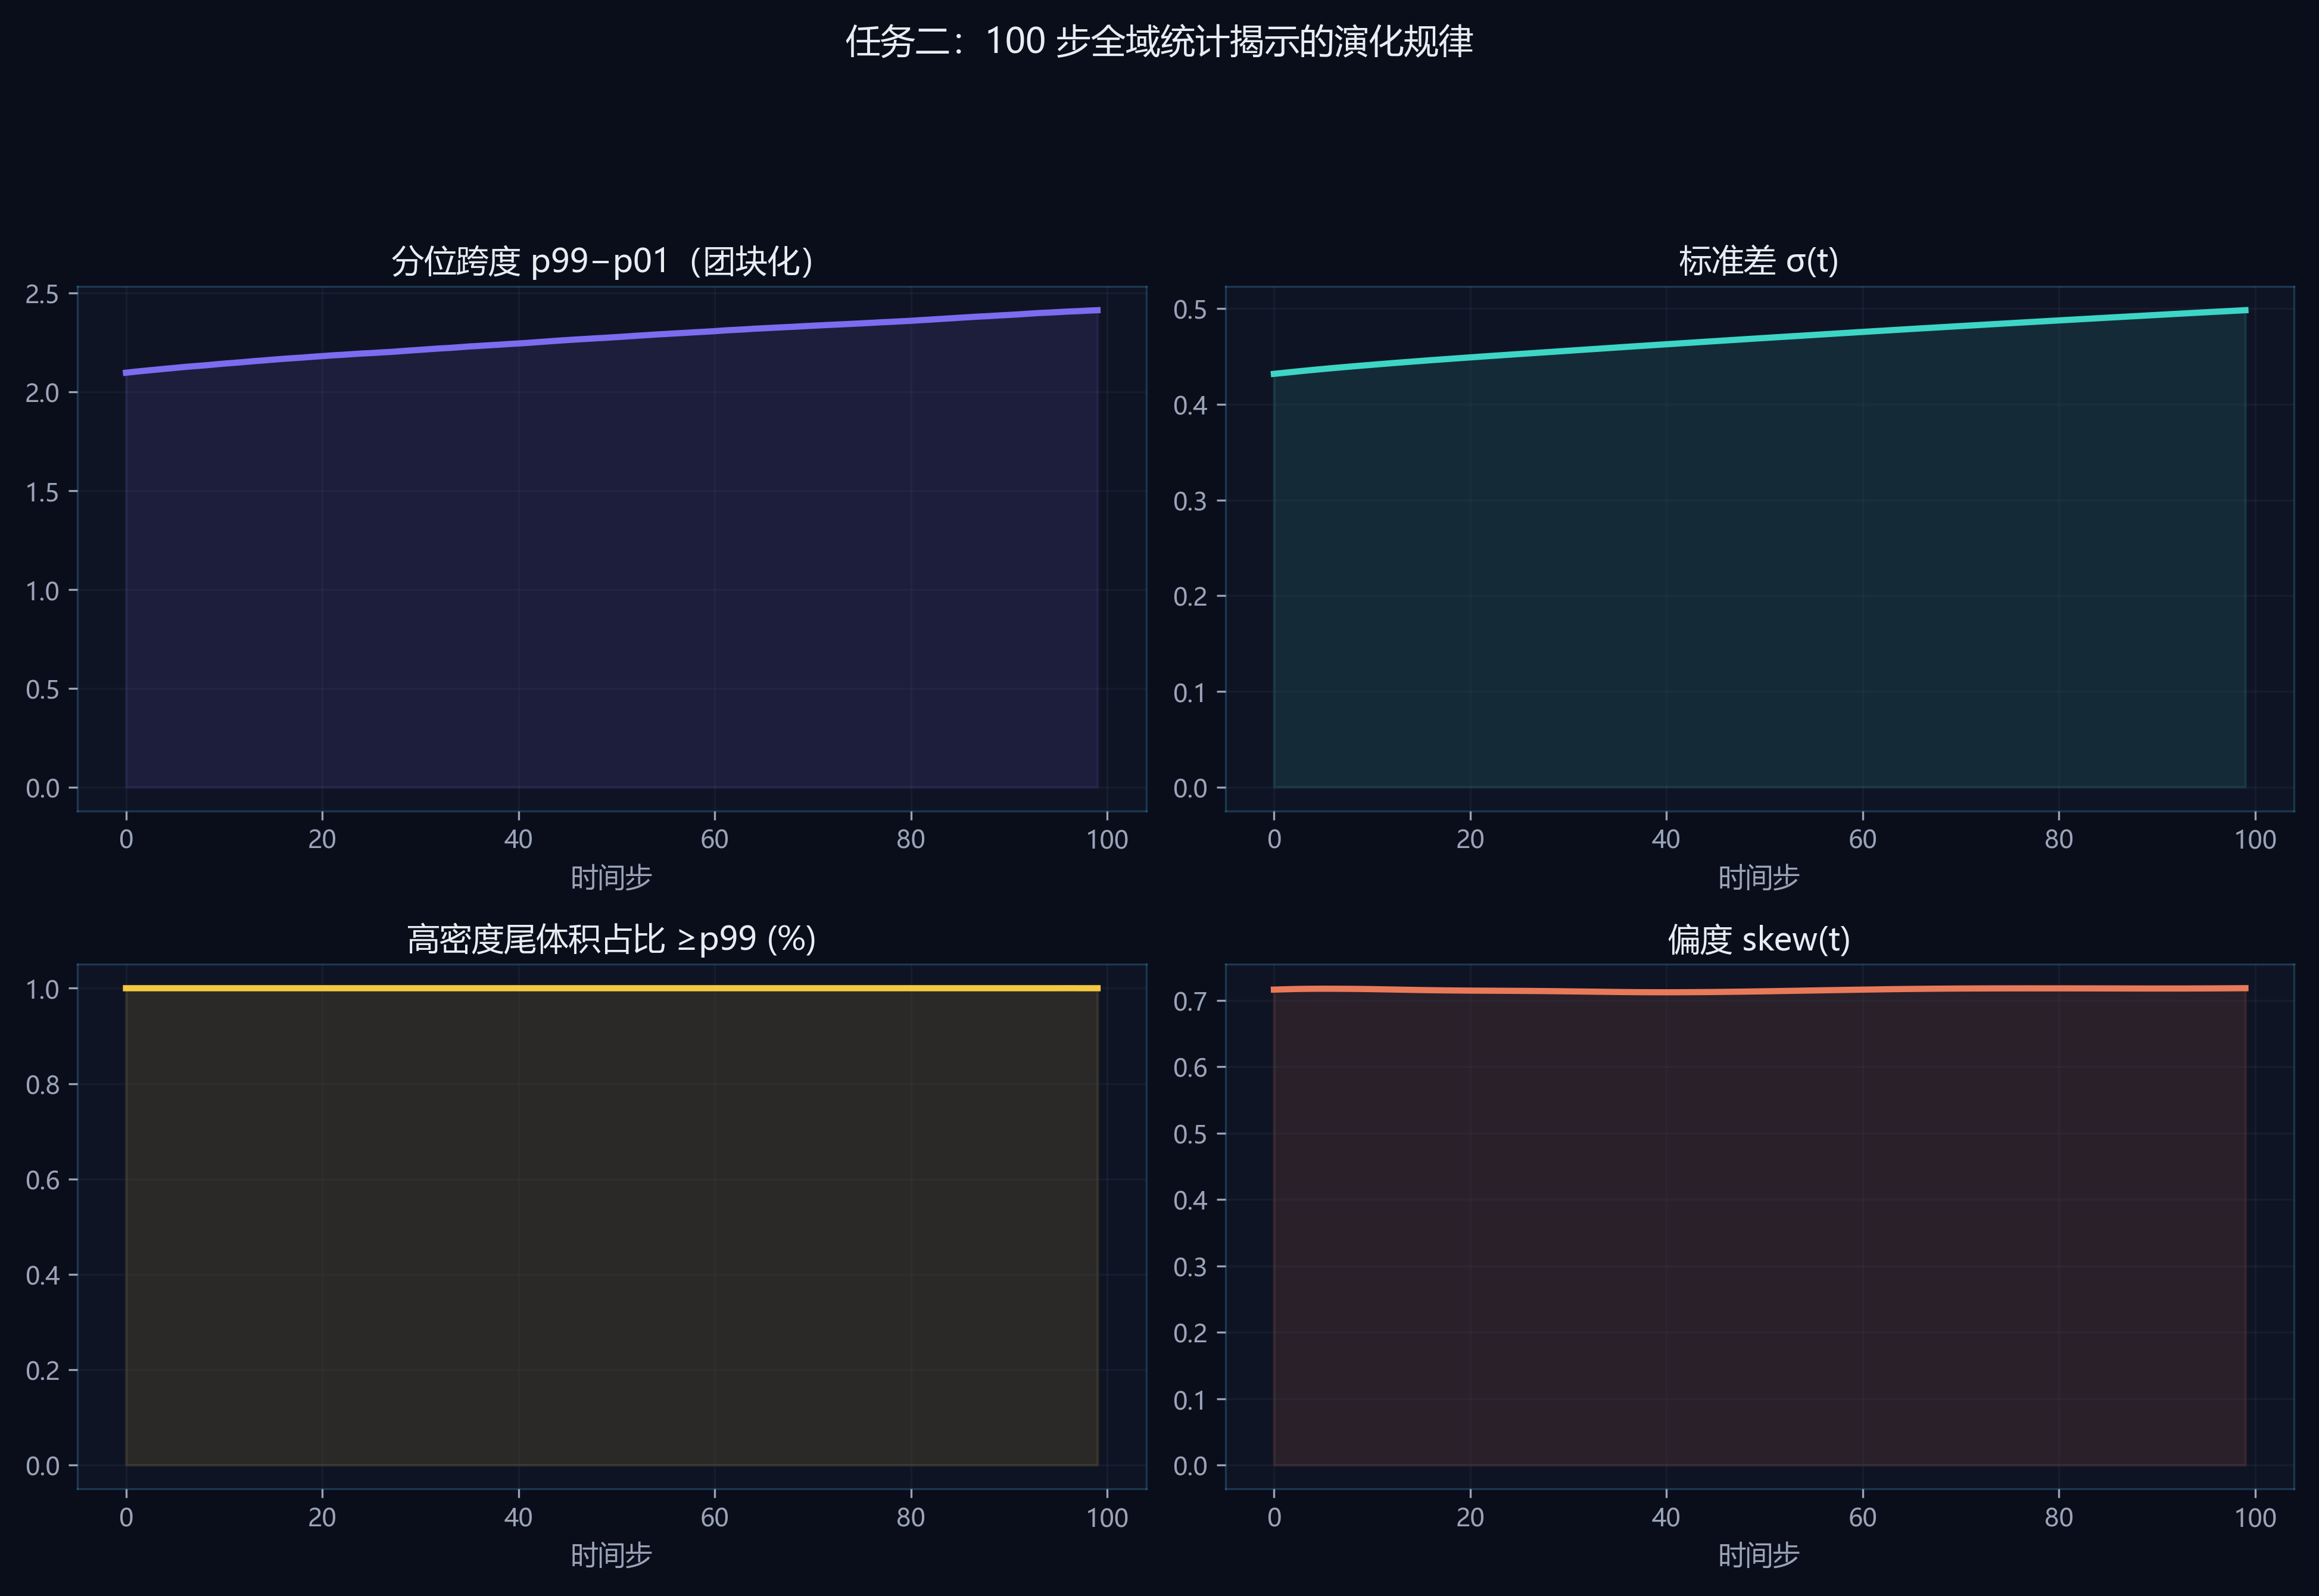 任务二：100 步全域统计揭示的演化规律
分位跨度 p99−p01（团块化）
2.5
2.0
1.5
1.0
0.5
0.0
0 20 40 60 80 100
时间步
标准差 σ(t)
0.5
0.4
0.3
0.2
0.1
0.0
0 20 40 60 80 100
时间步
高密度尾体积占比 ≥p99 (%)
1.0
0.8
0.6
0.4
0.2
0.0
0 20 40 60 80 100
时间步
偏度 skew(t)
0.7
0.6
0.5
0.4
0.3
0.2
0.1
0.0
0 20 40 60 80 100
时间步